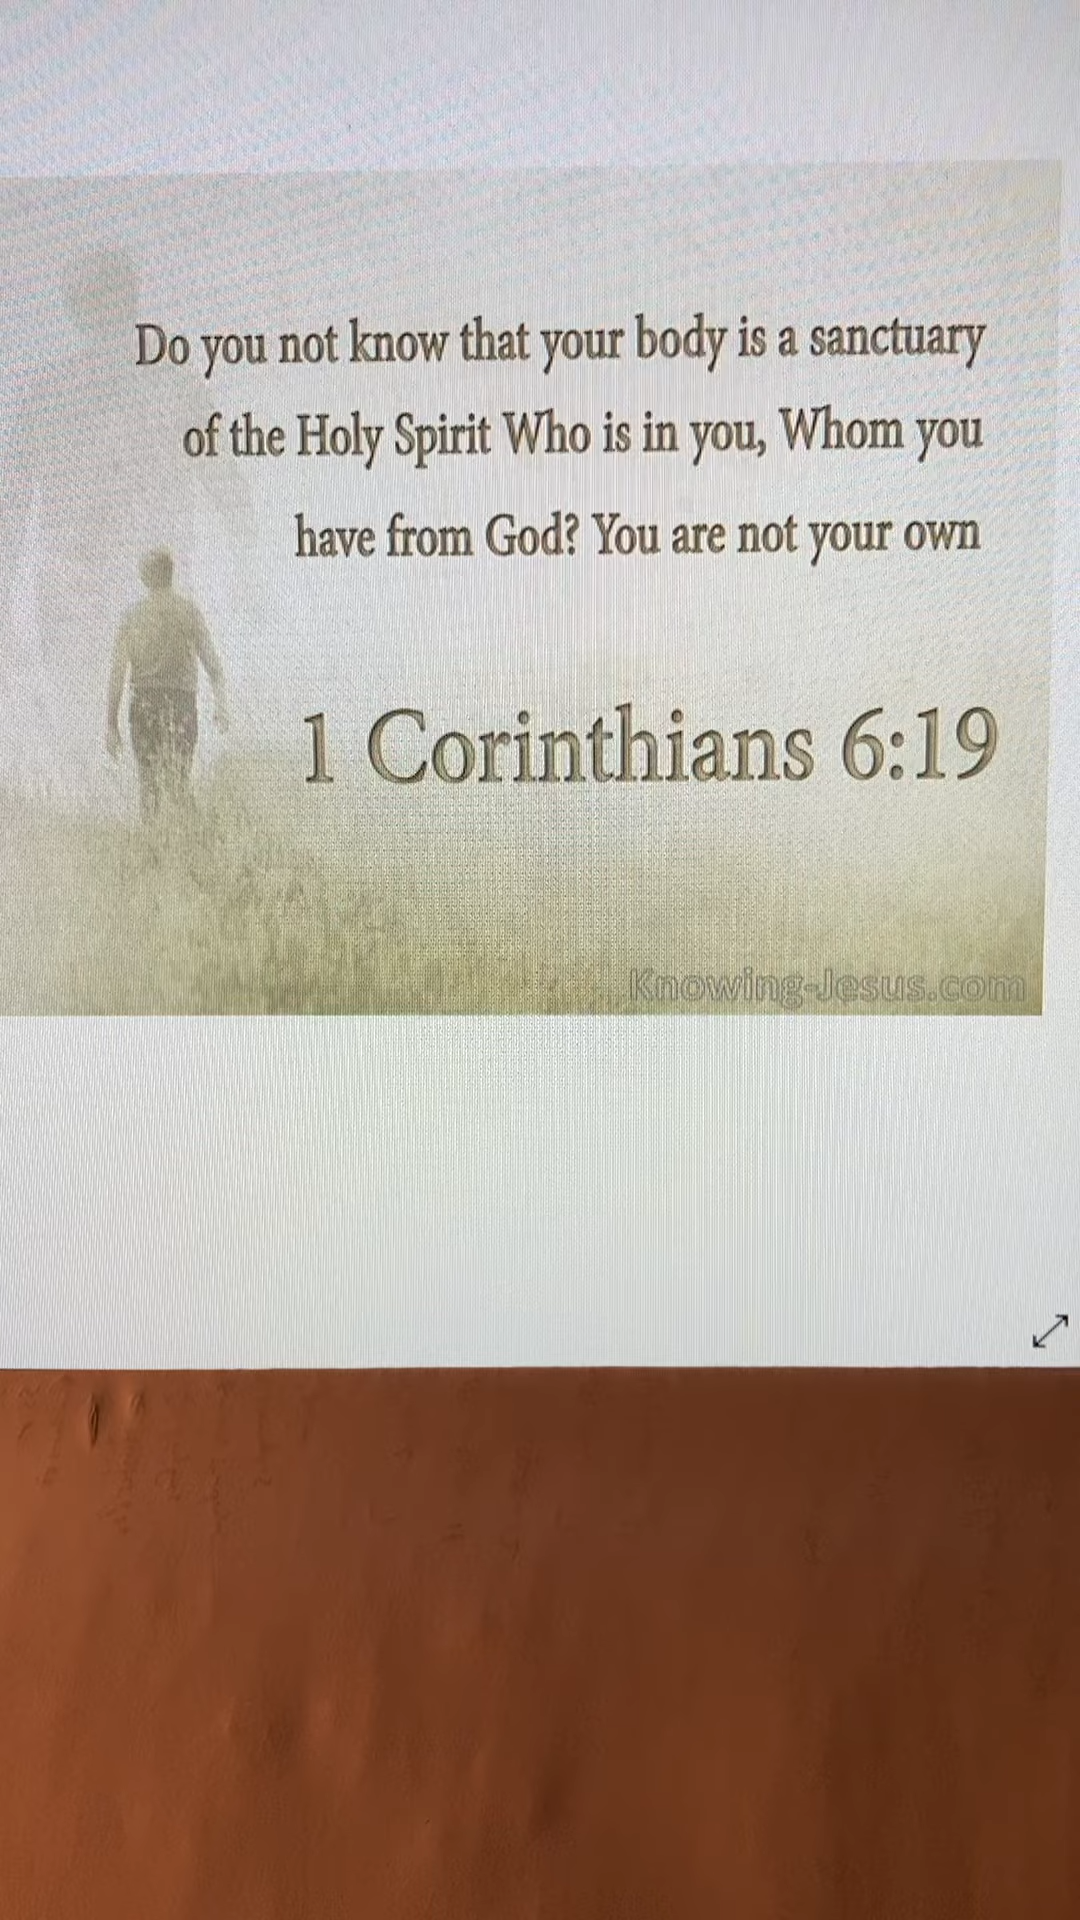 Do you not know that your body is a sanctuary
of the Holy Spirit Who is in you, Whom you
have from God? You are not your own
1 Corinthians 6:19
Knowing-Jesus.com